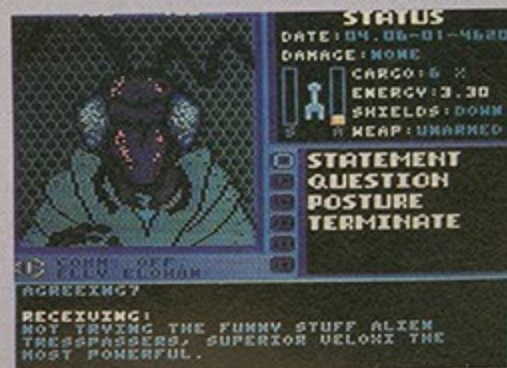 STATUS
DATE:04.06-01-4620
DAMAGE:NONE
CARGO:6 %
ENERGY:3.30
SHIELDS:DOWN
WEAP:UNARMED
S A
STATEMENT
QUESTION
POSTURE
TERMINATE
COMM. OFF.
ELOWAN
AGREEING?
RECEIVING:
NOT TRYING THE FUNNY STUFF ALIEN
TRESSPASSERS, SUPERIOR VELOXI THE
MOST POWERFUL.